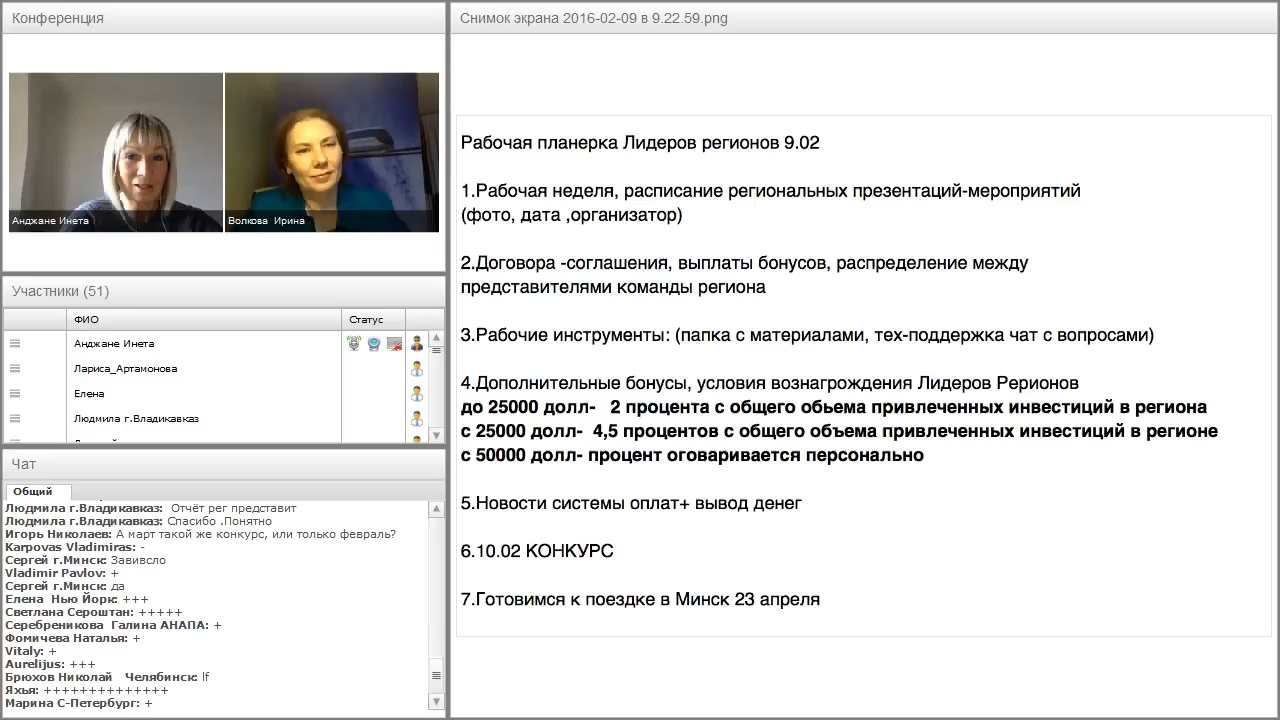 Конференция
Анджане Инета
Волкова Ирина
Участники (51)
ФИО
Статус
Анджане Инета
Лариса_Артамонова
Елена
Людмила г.Владикавказ
Чат
Общий
Людмила г.Владикавказ: Отчёт рег представит
Людмила г.Владикавказ: Спасибо .Понятно
Игорь Николаев: А март такой же конкурс, или только февраль?
Karpovas Vladimiras: -
Сергей г.Минск: Завивсло
Vladimir Pavlov: +
Сергей г.Минск: да
Елена Нью Йорк: +++
Светлана Сероштан: +++++
Серебреникова Галина АНАПА: +
Фомичева Наталья: +
Vitaly: +
Aurelijus: +++
Брюхов Николай Челябинск: lf
Яхья: ++++++++++++++
Марина С-Петербург: +
Снимок экрана 2016-02-09 в 9.22.59.png
Рабочая планерка Лидеров регионов 9.02
1.Рабочая неделя, расписание региональных презентаций-мероприятий
(фото, дата ,организатор)
2.Договора -соглашения, выплаты бонусов, распределение между
представителями команды региона
3.Рабочие инструменты: (папка с материалами, тех-поддержка чат с вопросами)
4.Дополнительные бонусы, условия вознагрождения Лидеров Рерионов
до 25000 долл- 2 процента с общего обьема привлеченных инвестиций в региона
с 25000 долл- 4,5 процентов с общего объема привлеченных инвестиций в регионе
с 50000 долл- процент оговаривается персонально
5.Новости системы оплат+ вывод денег
6.10.02 КОНКУРС
7.Готовимся к поездке в Минск 23 апреля